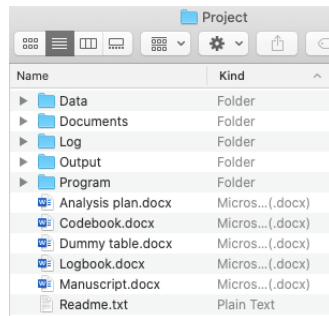 Project
Name Kind
Data Folder
Documents Folder
Log Folder
Output Folder
Program Folder
Analysis plan.docx Micros...(.docx)
Codebook.docx Micros...(.docx)
Dummy table.docx Micros...(.docx)
Logbook.docx Micros...(.docx)
Manuscript.docx Micros...(.docx)
Readme.txt Plain Text